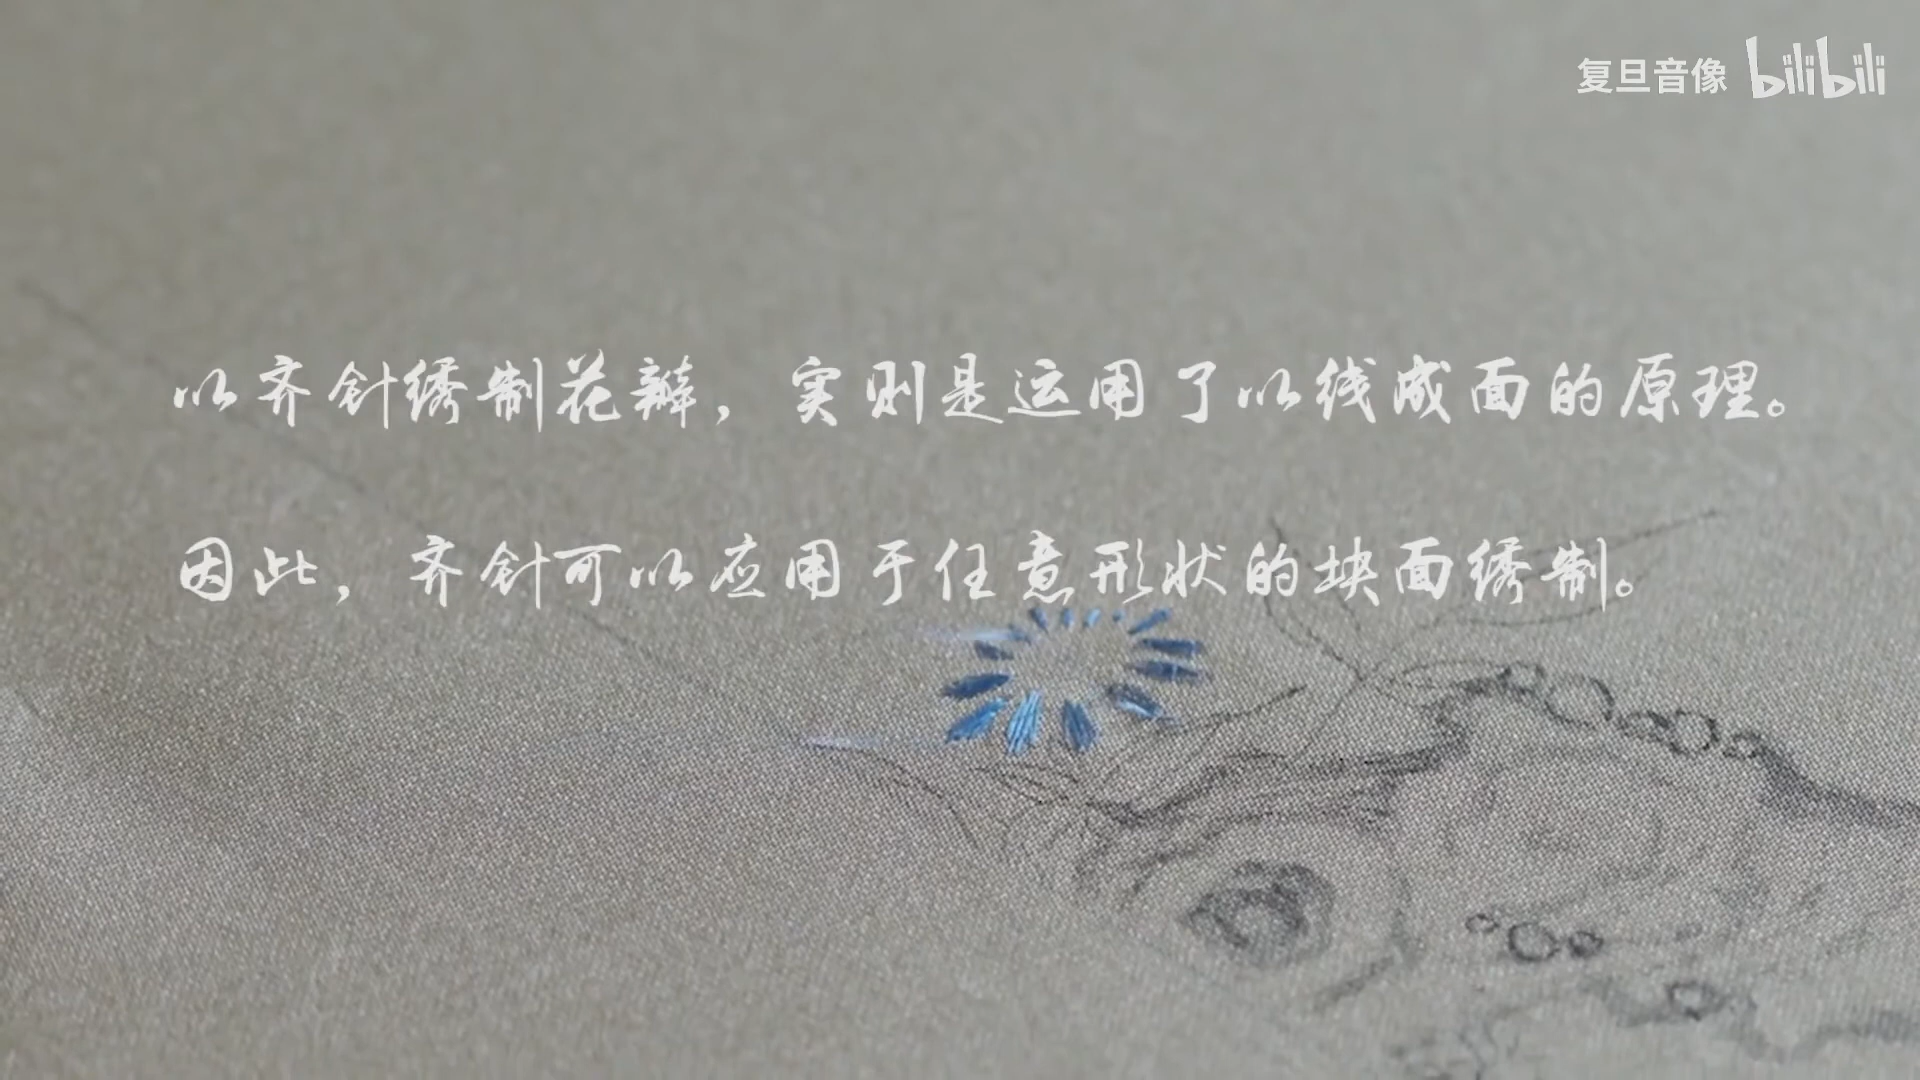 复旦音像 bilibili
以齐针绣制花瓣，实则是运用了以线成面的原理。
因此，齐针可以应用于任意形状的块面绣制。